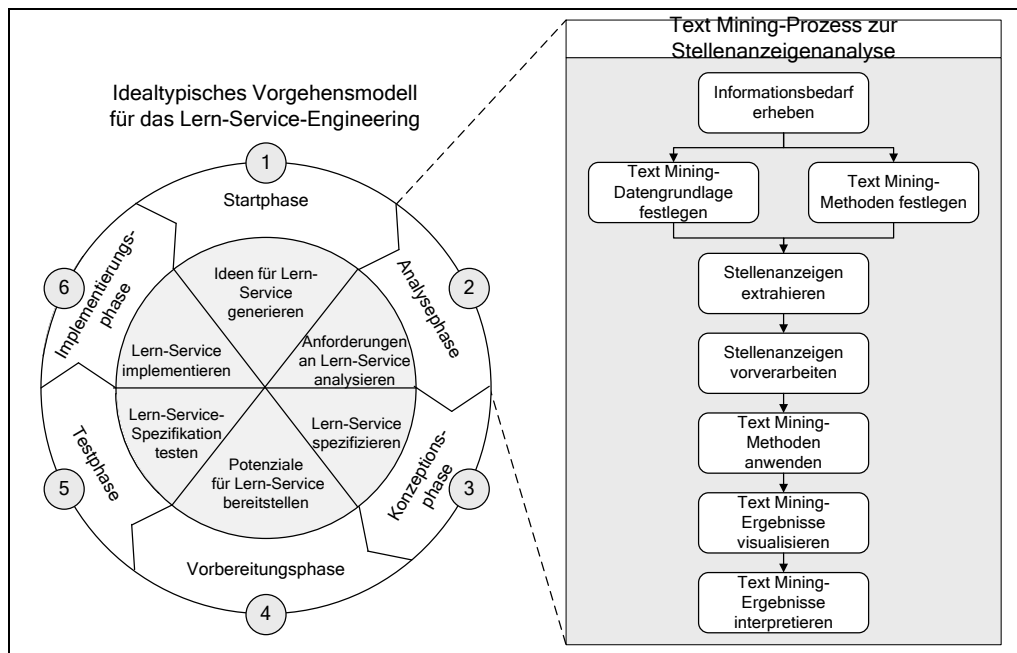 Idealtypisches Vorgehensmodell
für das Lern-Service-Engineering
1
Startphase
2
Analysephase
3
Konzeptions-
phase
4
Vorbereitungsphase
5
Testphase
6
Implementierungs-
phase
Ideen für Lern-
Service
generieren
Anforderungen
an Lern-Service
analysieren
Lern-Service
spezifizieren
Potenziale
für Lern-Service
bereitstellen
Lern-Service-
Spezifikation
testen
Lern-Service
implementieren
Text Mining-Prozess zur
Stellenanzeigenanalyse
Informationsbedarf
erheben
Text Mining-
Datengrundlage
festlegen
Text Mining-
Methoden festlegen
Stellenanzeigen
extrahieren
Stellenanzeigen
vorverarbeiten
Text Mining-
Methoden
anwenden
Text Mining-
Ergebnisse
visualisieren
Text Mining-
Ergebnisse
interpretieren